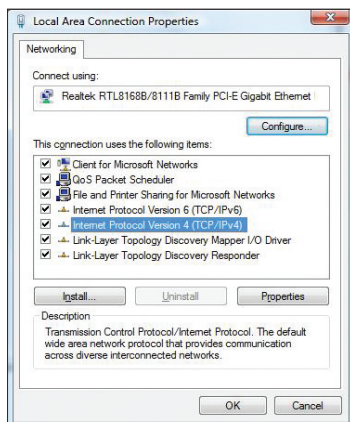 Local Area Connection Properties
Networking
Connect using:
Realtek RTL8168B/8111B Family PCI-E Gigabit Ethernet
Configure...
This connection uses the following items:
Client for Microsoft Networks
QoS Packet Scheduler
File and Printer Sharing for Microsoft Networks
Internet Protocol Version 6 (TCP/IPv6)
Internet Protocol Version 4 (TCP/IPv4)
Link-Layer Topology Discovery Mapper I/O Driver
Link-Layer Topology Discovery Responder
Install... Uninstall Properties
Description
Transmission Control Protocol/Internet Protocol. The default
wide area network protocol that provides communication
across diverse interconnected networks.
OK Cancel